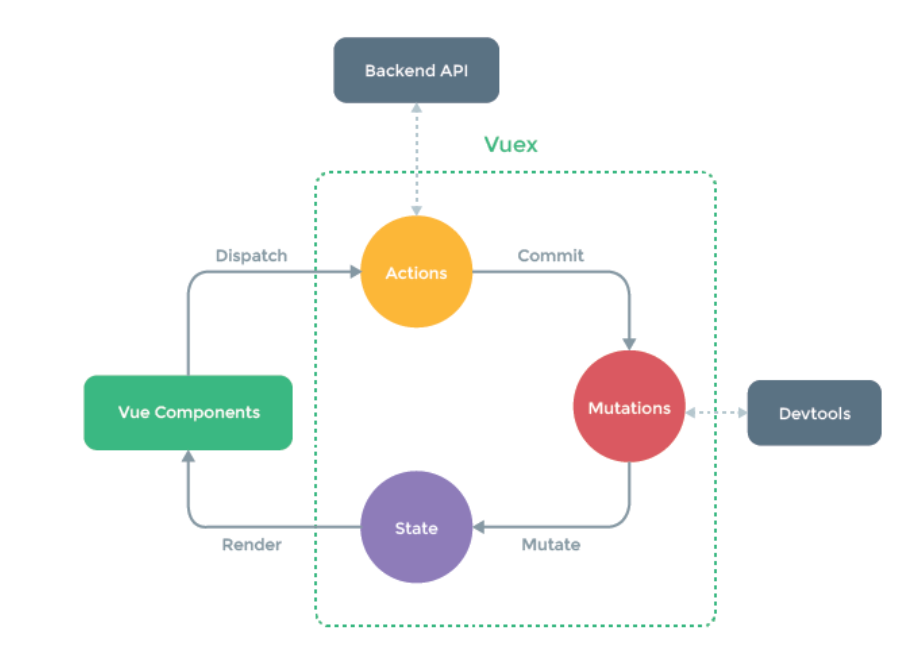 Backend API
Vuex
Dispatch
Commit
Actions
Vue Components
Mutations
Devtools
State
Render
Mutate